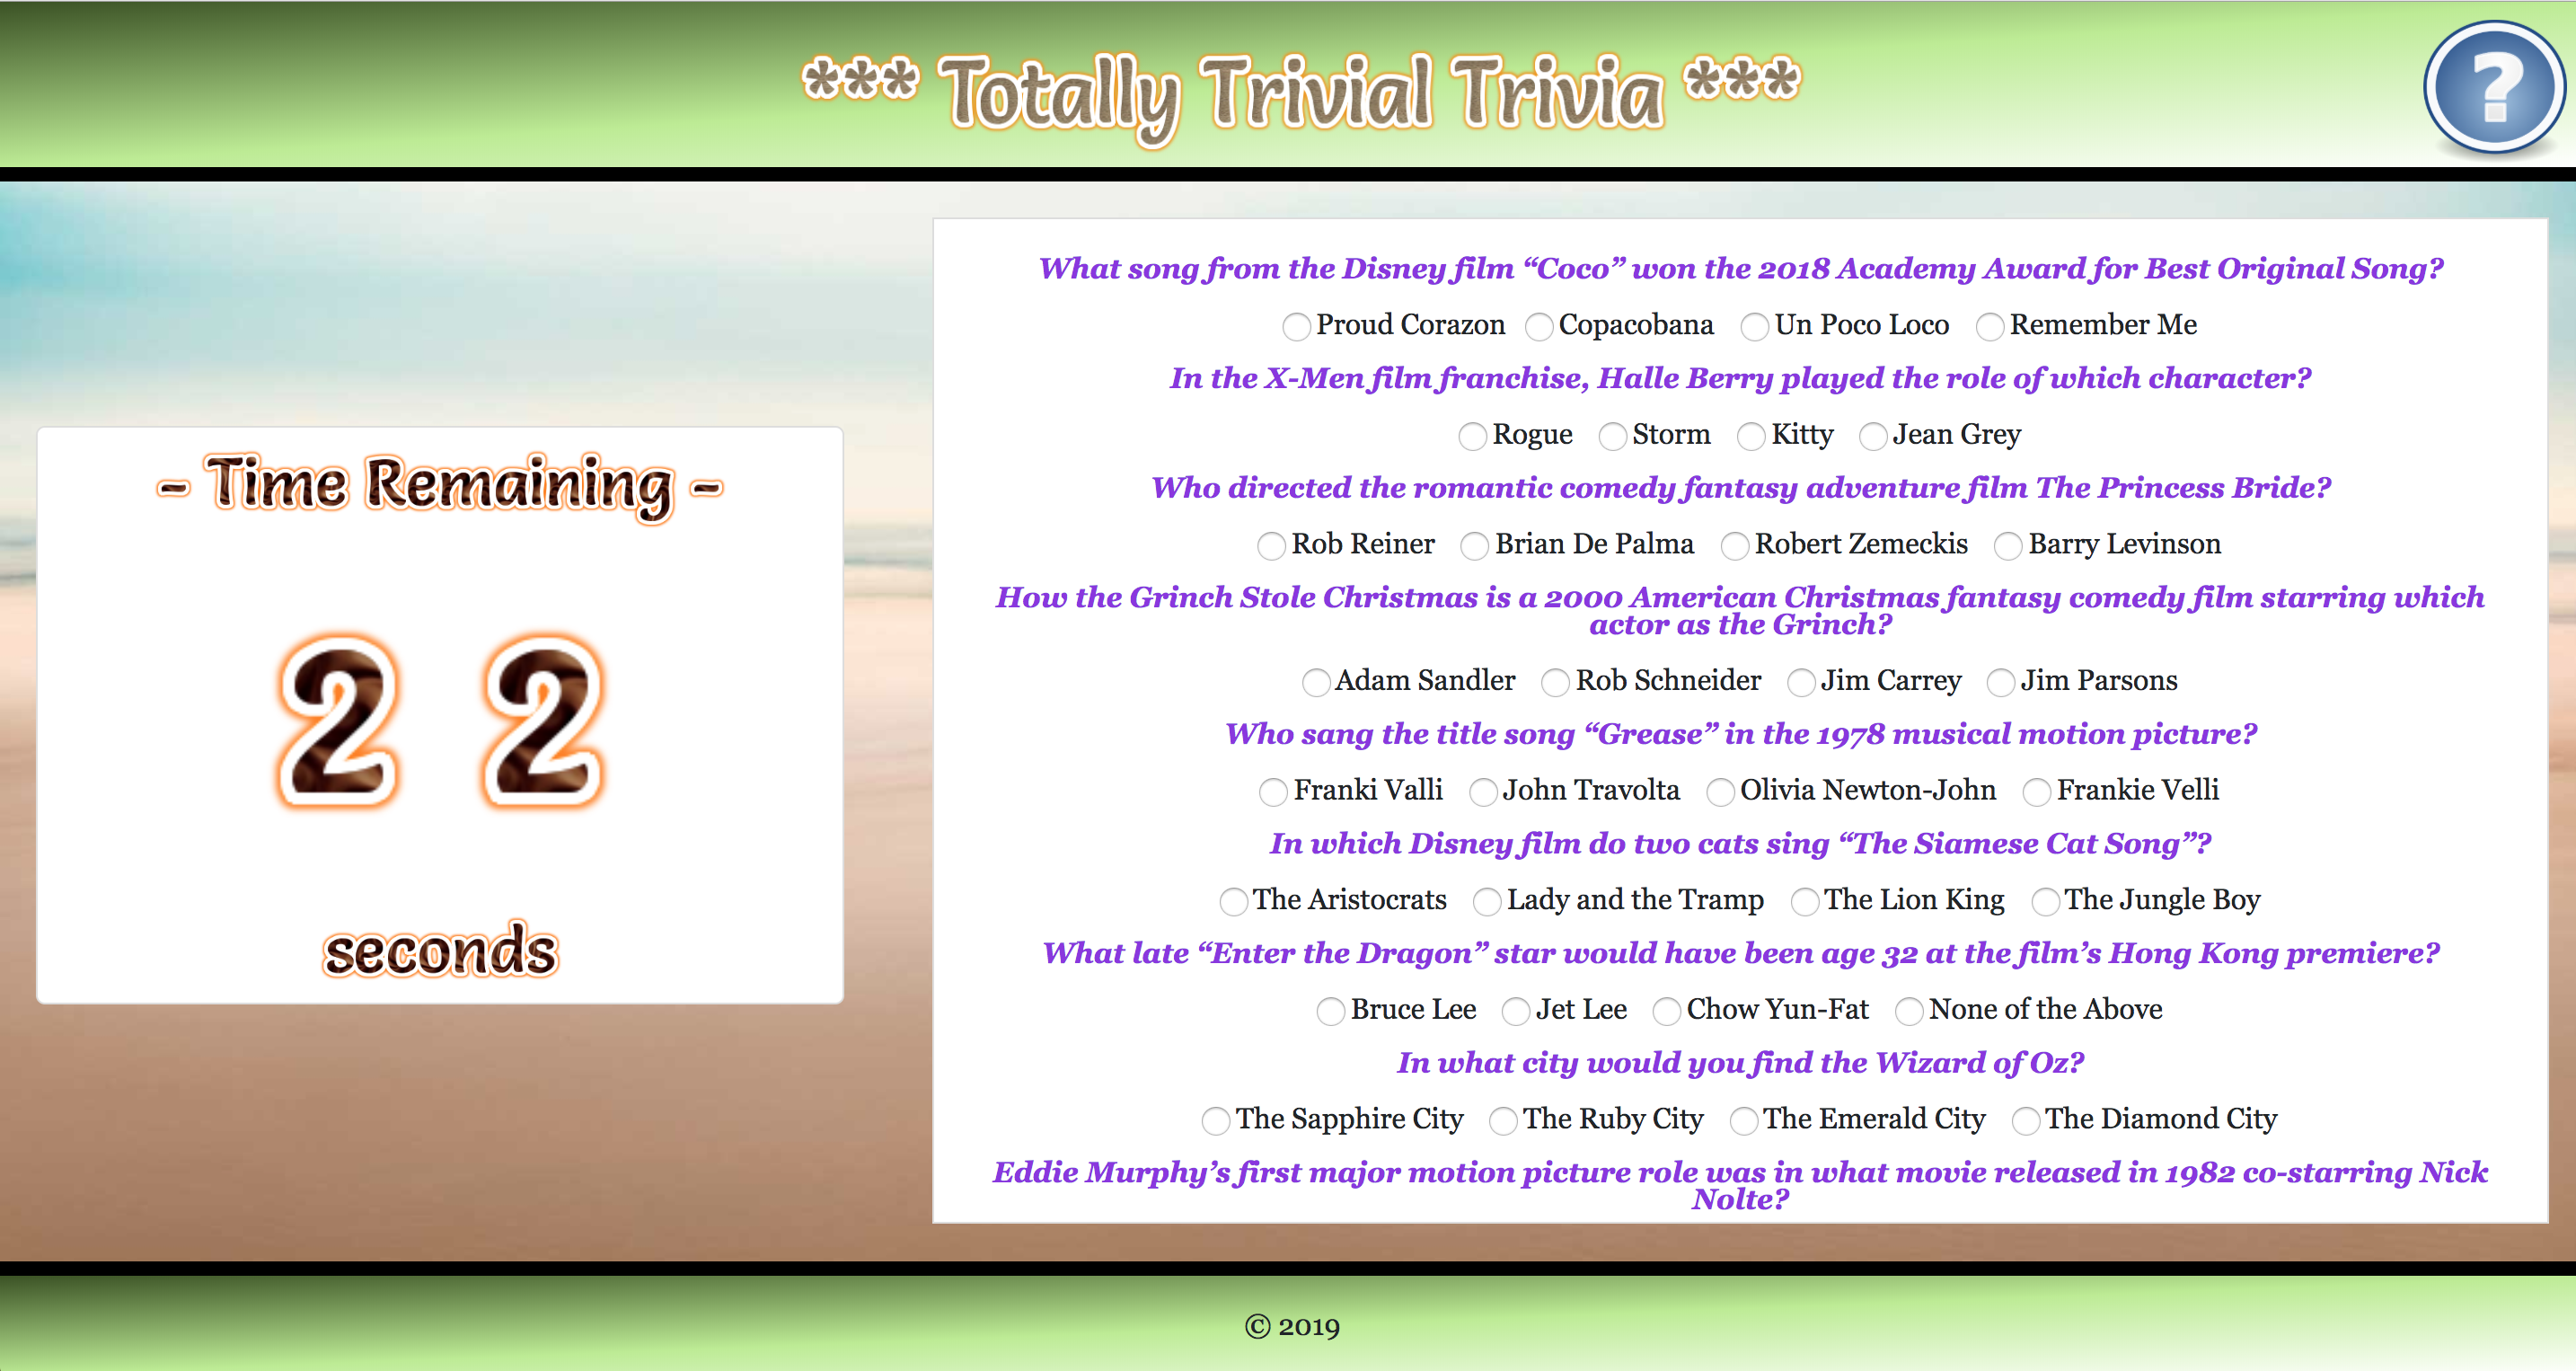 *** Totally Trivial Trivia ***
?
~ Time Remaining ~
2 2
seconds
What song from the Disney film “Coco” won the 2018 Academy Award for Best Original Song?
Proud Corazon Copacobana Un Poco Loco Remember Me
In the X-Men film franchise, Halle Berry played the role of which character?
Rogue Storm Kitty Jean Grey
Who directed the romantic comedy fantasy adventure film The Princess Bride?
Rob Reiner Brian De Palma Robert Zemeckis Barry Levinson
How the Grinch Stole Christmas is a 2000 American Christmas fantasy comedy film starring which
actor as the Grinch?
Adam Sandler Rob Schneider Jim Carrey Jim Parsons
Who sang the title song “Grease” in the 1978 musical motion picture?
Franki Valli John Travolta Olivia Newton-John Frankie Velli
In which Disney film do two cats sing “The Siamese Cat Song”?
The Aristocrats Lady and the Tramp The Lion King The Jungle Boy
What late “Enter the Dragon” star would have been age 32 at the film’s Hong Kong premiere?
Bruce Lee Jet Lee Chow Yun-Fat None of the Above
In what city would you find the Wizard of Oz?
The Sapphire City The Ruby City The Emerald City The Diamond City
Eddie Murphy’s first major motion picture role was in what movie released in 1982 co-starring Nick
Nolte?
© 2019